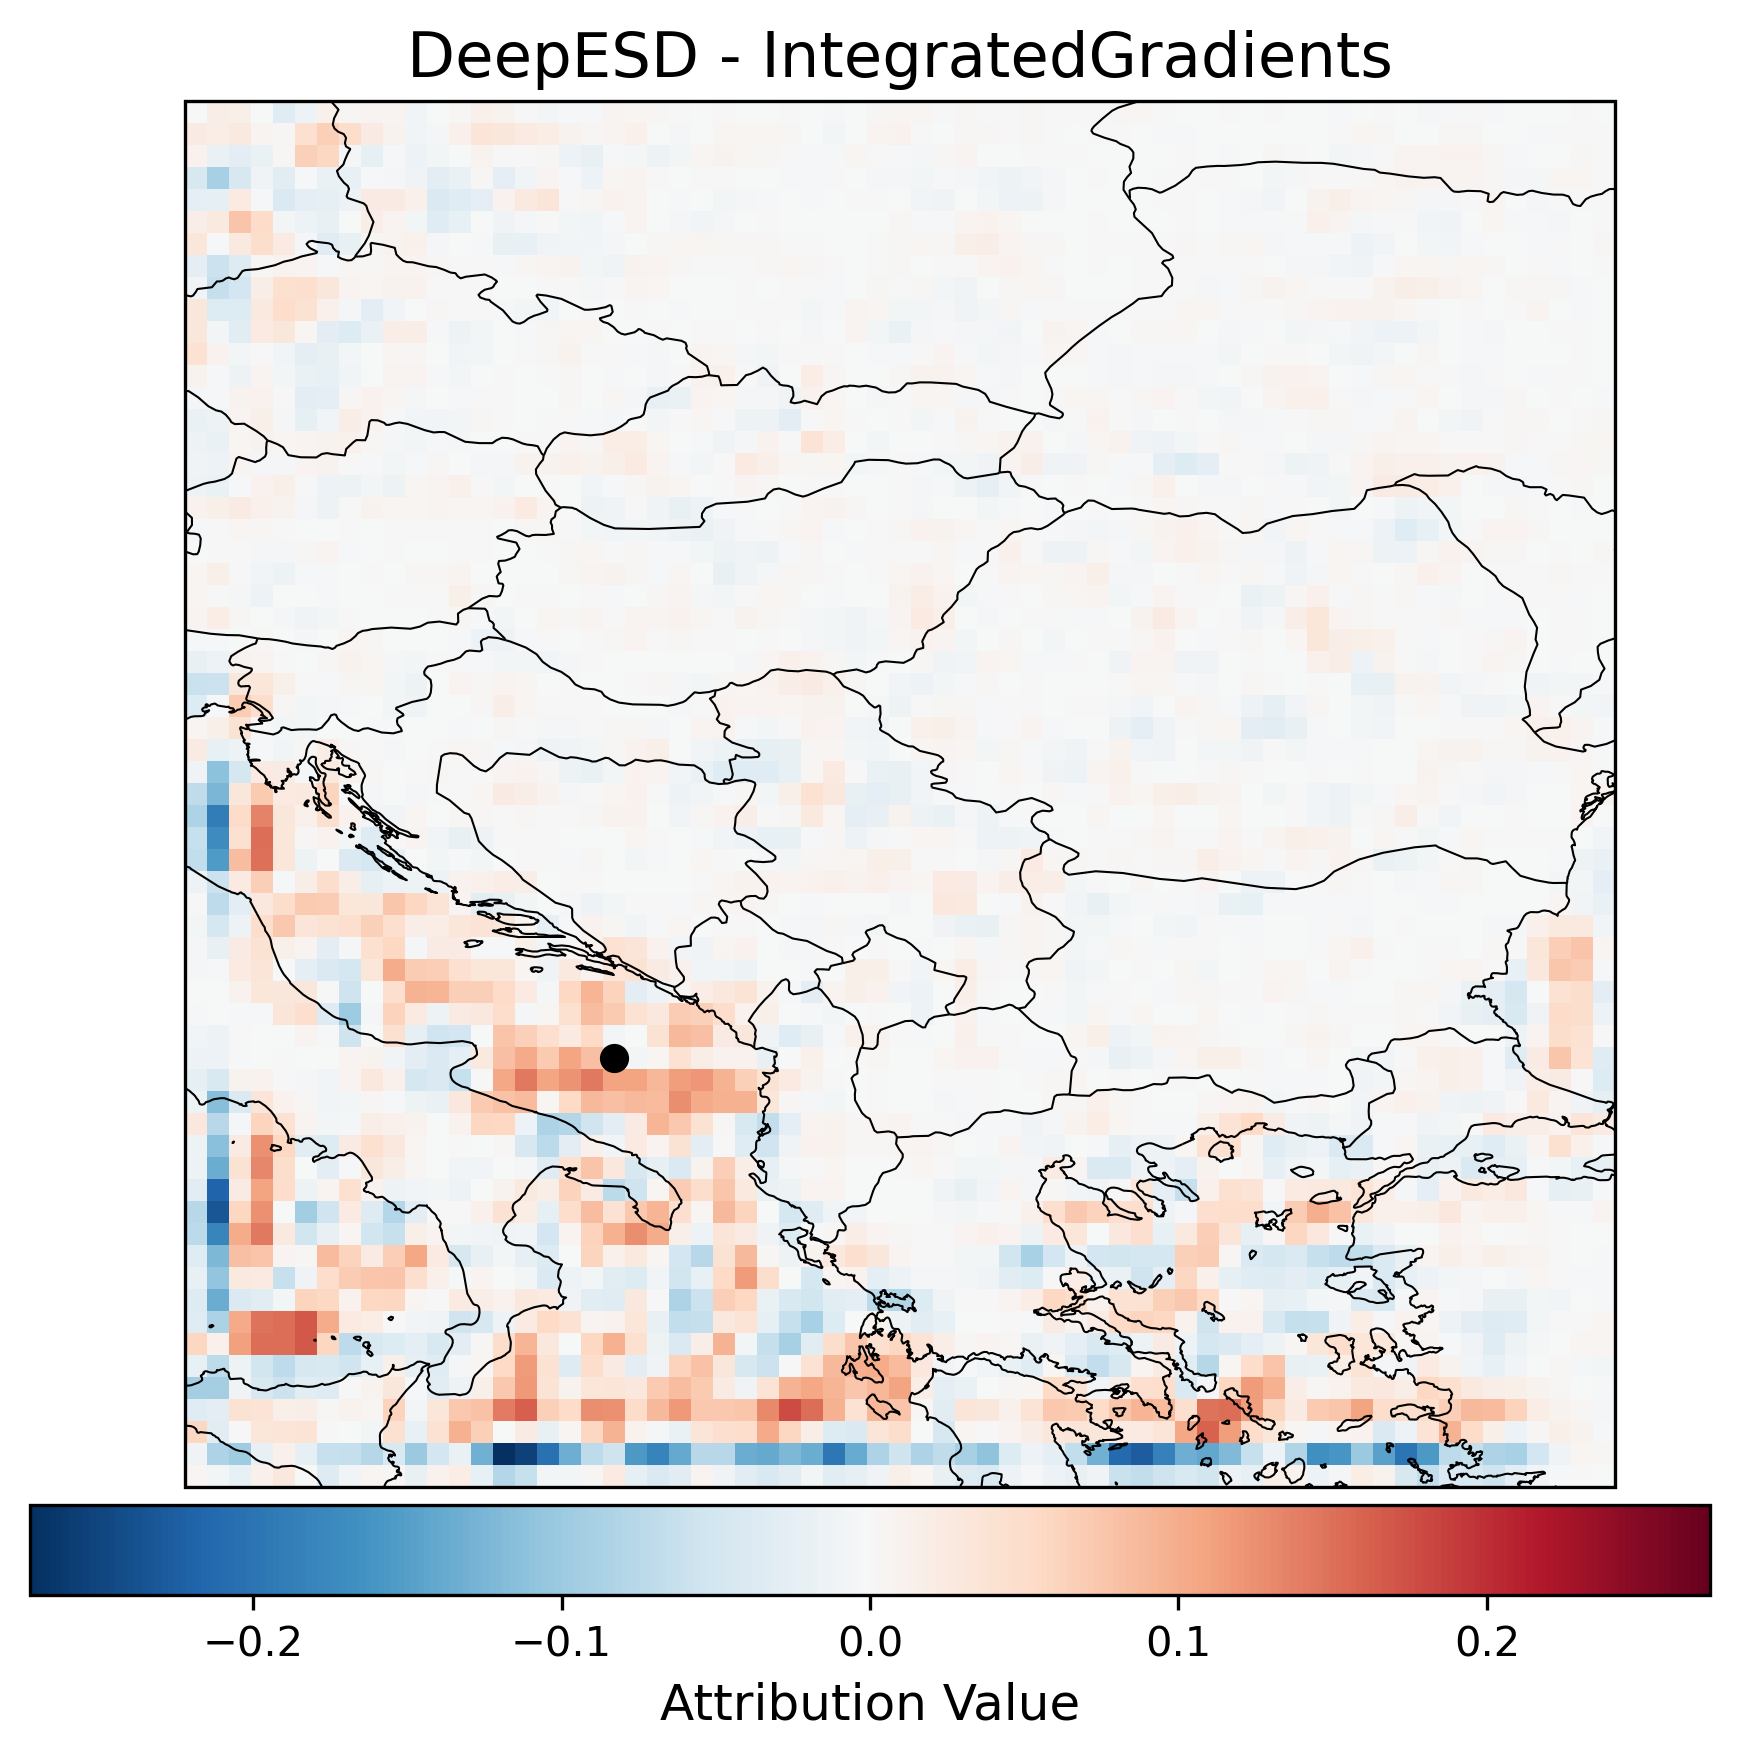 DeepESD - IntegratedGradients
−0.2 −0.1 0.0 0.1 0.2
Attribution Value